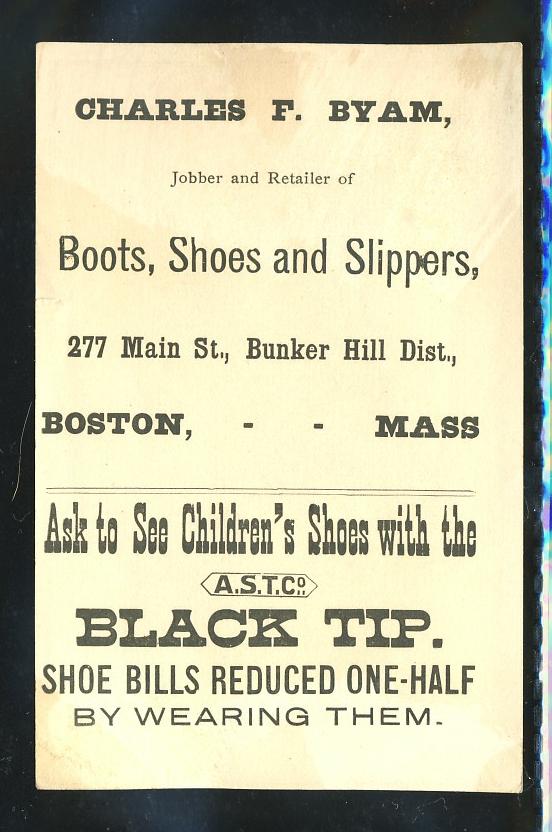 CHARLES F. BYAM,
Jobber and Retailer of
Boots, Shoes and Slippers,
277 Main St., Bunker Hill Dist.,
BOSTON, - - MASS
Ask to See Children's Shoes with the
A.S.T.Co.
BLACK TIP.
SHOE BILLS REDUCED ONE-HALF
BY WEARING THEM.